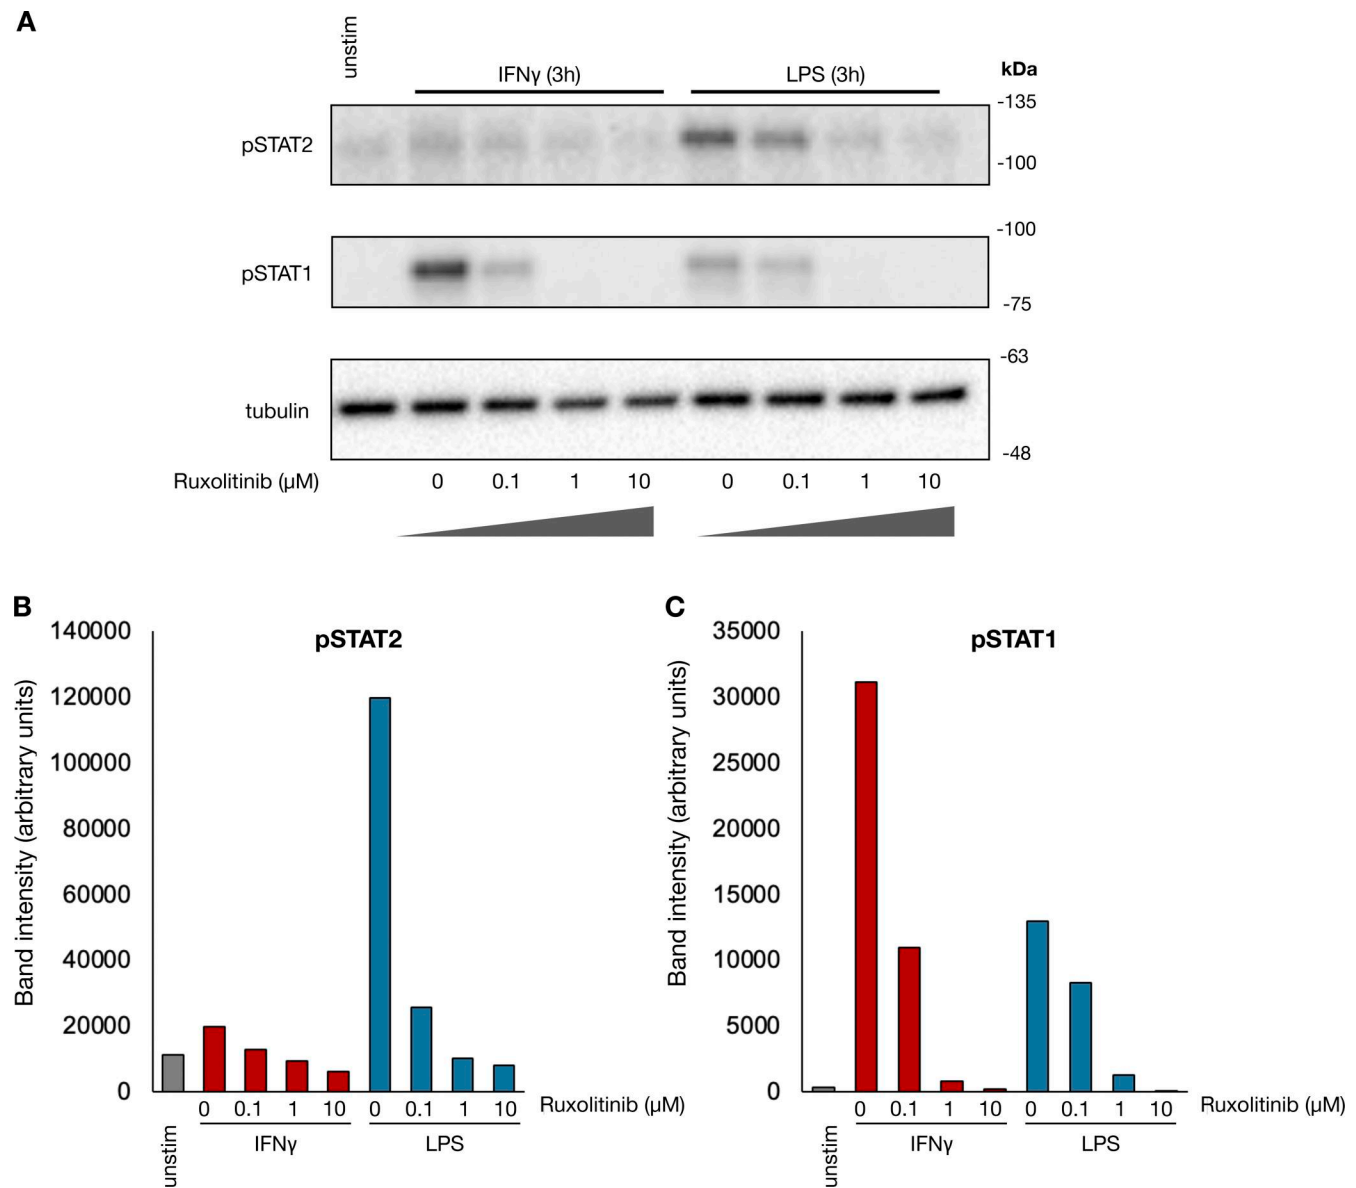 A
unstim
IFNγ (3h)
LPS (3h)
kDa
-135
pSTAT2
-100
-100
pSTAT1
-75
-63
tubulin
-48
Ruxolitinib (µM) 0 0.1 1 10 0 0.1 1 10
B
pSTAT2
Band intensity (arbitrary units)
140000
120000
100000
80000
60000
40000
20000
0
0 0.1 1 10 0 0.1 1 10 Ruxolitinib (µM)
unstim
IFNγ
LPS
C
pSTAT1
Band intensity (arbitrary units)
35000
30000
25000
20000
15000
10000
5000
0
0 0.1 1 10 0 0.1 1 10 Ruxolitinib (µM)
unstim
IFNγ
LPS